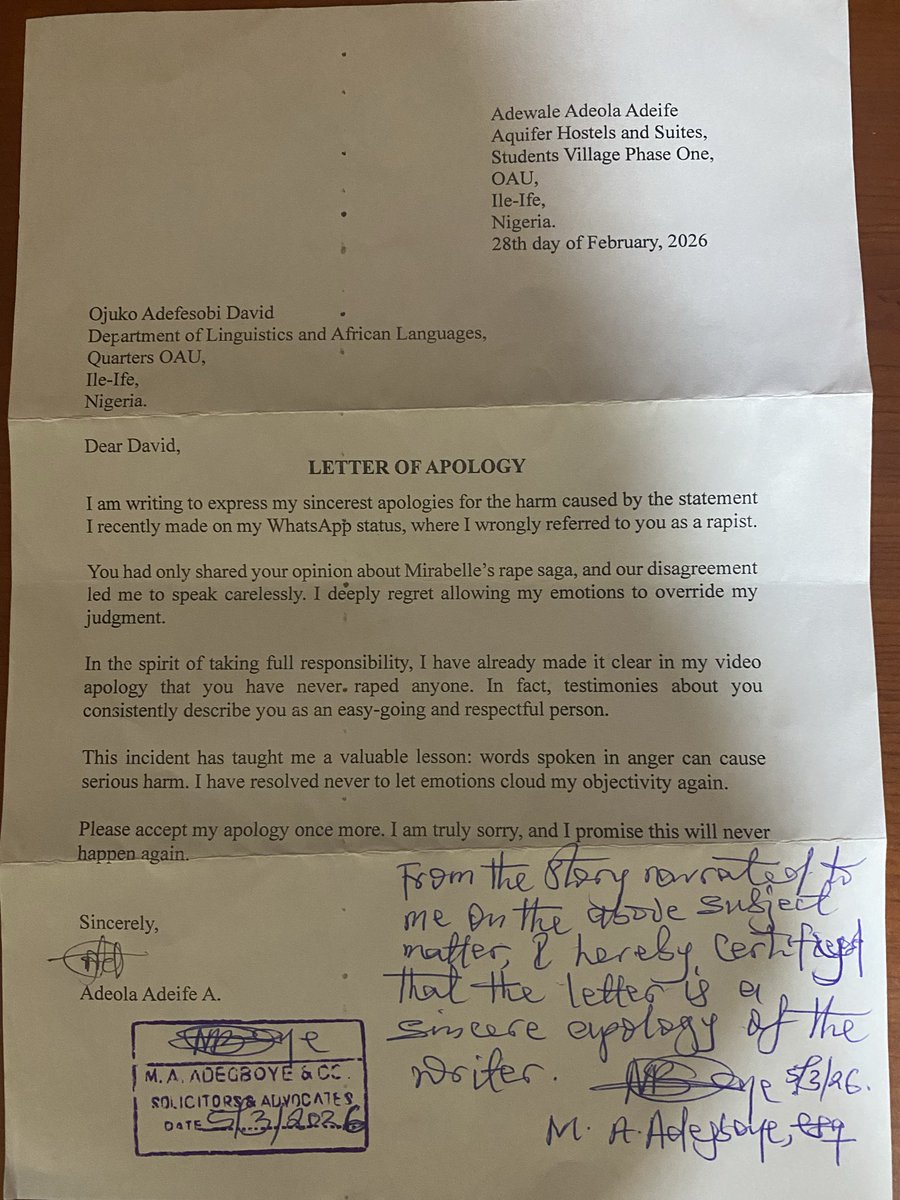 Adewale Adeola Adeife
Aquifer Hostels and Suites,
Students Village Phase One,
OAU,
Ile-Ife,
Nigeria.
28th day of February, 2026
Ojuko Adefesobi David
Department of Linguistics and African Languages,
Quarters OAU,
Ile-Ife,
Nigeria.
Dear David,
LETTER OF APOLOGY
I am writing to express my sincerest apologies for the harm caused by the statement
I recently made on my WhatsApp status, where I wrongly referred to you as a rapist.
You had only shared your opinion about Mirabelle's rape saga, and our disagreement
led me to speak carelessly. I deeply regret allowing my emotions to override my
judgment.
In the spirit of taking full responsibility, I have already made it clear in my video
apology that you have never raped anyone. In fact, testimonies about you
consistently describe you as an easy-going and respectful person.
This incident has taught me a valuable lesson: words spoken in anger can cause
serious harm. I have resolved never to let emotions cloud my objectivity again.
Please accept my apology once more. I am truly sorry, and I promise this will never
happen again.
Sincerely,
Adeola Adeife A.
From the story narrated to
me on the above subject
matter, I hereby certified
that the letter is a
sincere apology of the
writer.
5/3/26.
M. A. Adegboye, esq
M. A. ADEGBOYE & CO.
SOLICITORS & ADVOCATES
DATE 5/3/2026